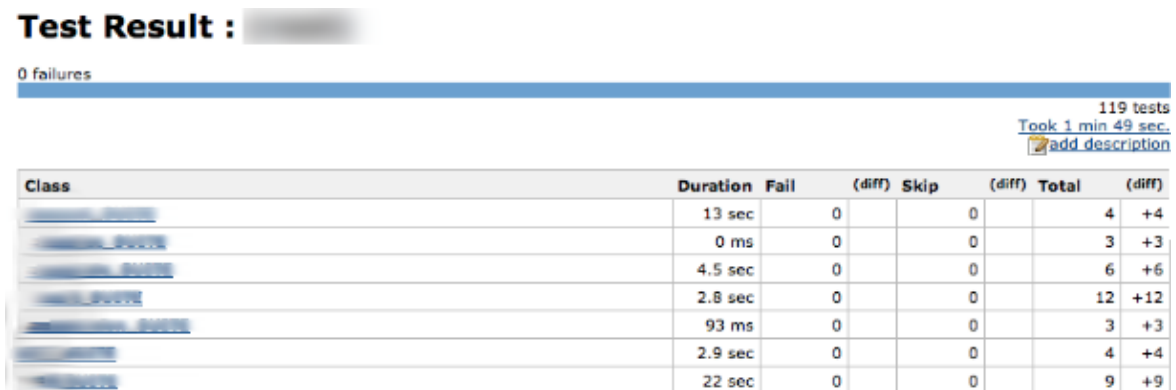 Test Result :
0 failures
119 tests
Took 1 min 49 sec.
add description
Class Duration Fail (diff) Skip (diff) Total (diff)
13 sec 0 0 4 +4
0 ms 0 0 3 +3
4.5 sec 0 0 6 +6
2.8 sec 0 0 12 +12
93 ms 0 0 3 +3
2.9 sec 0 0 4 +4
22 sec 0 0 9 +9